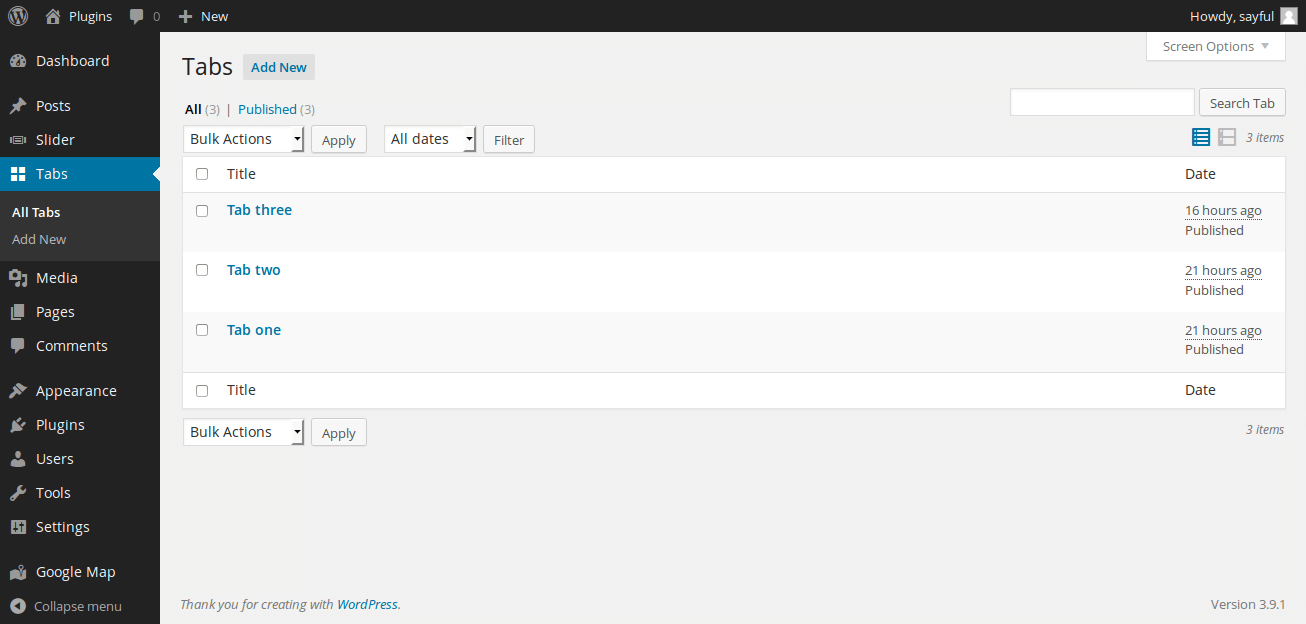 Plugins 0 New Howdy, sayful
Screen Options
Dashboard
Posts
Slider
Tabs
All Tabs
Add New
Media
Pages
Comments
Appearance
Plugins
Users
Tools
Settings
Google Map
Collapse menu
Tabs Add New
All (3) | Published (3)
Search Tab
Bulk Actions Apply All dates Filter 3 items
Title Date
Tab three 16 hours ago
Published
Tab two 21 hours ago
Published
Tab one 21 hours ago
Published
Title Date
Bulk Actions Apply 3 items
Thank you for creating with WordPress. Version 3.9.1